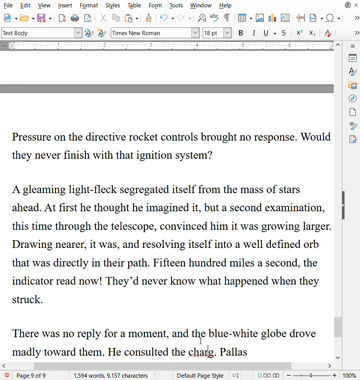 File Edit View Insert Format Styles Table Form Tools Window Help
Text Body Times New Roman 18 pt
Pressure on the directive rocket controls brought no response. Would
they never finish with that ignition system?
A gleaming light-fleck segregated itself from the mass of stars
ahead. At first he thought he imagined it, but a second examination,
this time through the telescope, convinced him it was growing larger.
Drawing nearer, it was, and resolving itself into a well defined orb
that was directly in their path. Fifteen hundred miles a second, the
indicator read now! They'd never know what happened when they
struck.
There was no reply for a moment, and the blue-white globe drove
madly toward them. He consulted the charg. Pallas
Page 9 of 9 1,594 words, 9,157 characters Default Page Style 100%